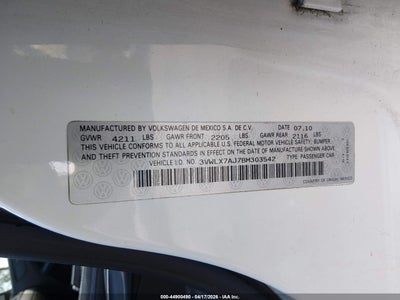 MANUFACTURED BY VOLKSWAGEN DE MEXICO S.A. DE C.V. DATE 07.10
GVWR 4211 LBS GAWR FRONT 2205 LBS. GAWR REAR 2116 LBS
THIS VEHICLE CONFORMS TO ALL APPLICABLE
U.S. FEDERAL MOTOR VEHICLE SAFETY, BUMPER,
AND THEFT PREVENTION STANDARDS IN EFFECT ON THE
DATE OF MANUFACTURE SHOWN ABOVE.
VEHICLE I.D. NO. 3VWLX7AJ7BM303542 TYPE: PASSENGER CAR
COUNTRY OF ORIGIN: MEXICO
000-44900490 - 04/17/2026 - IAA, Inc.